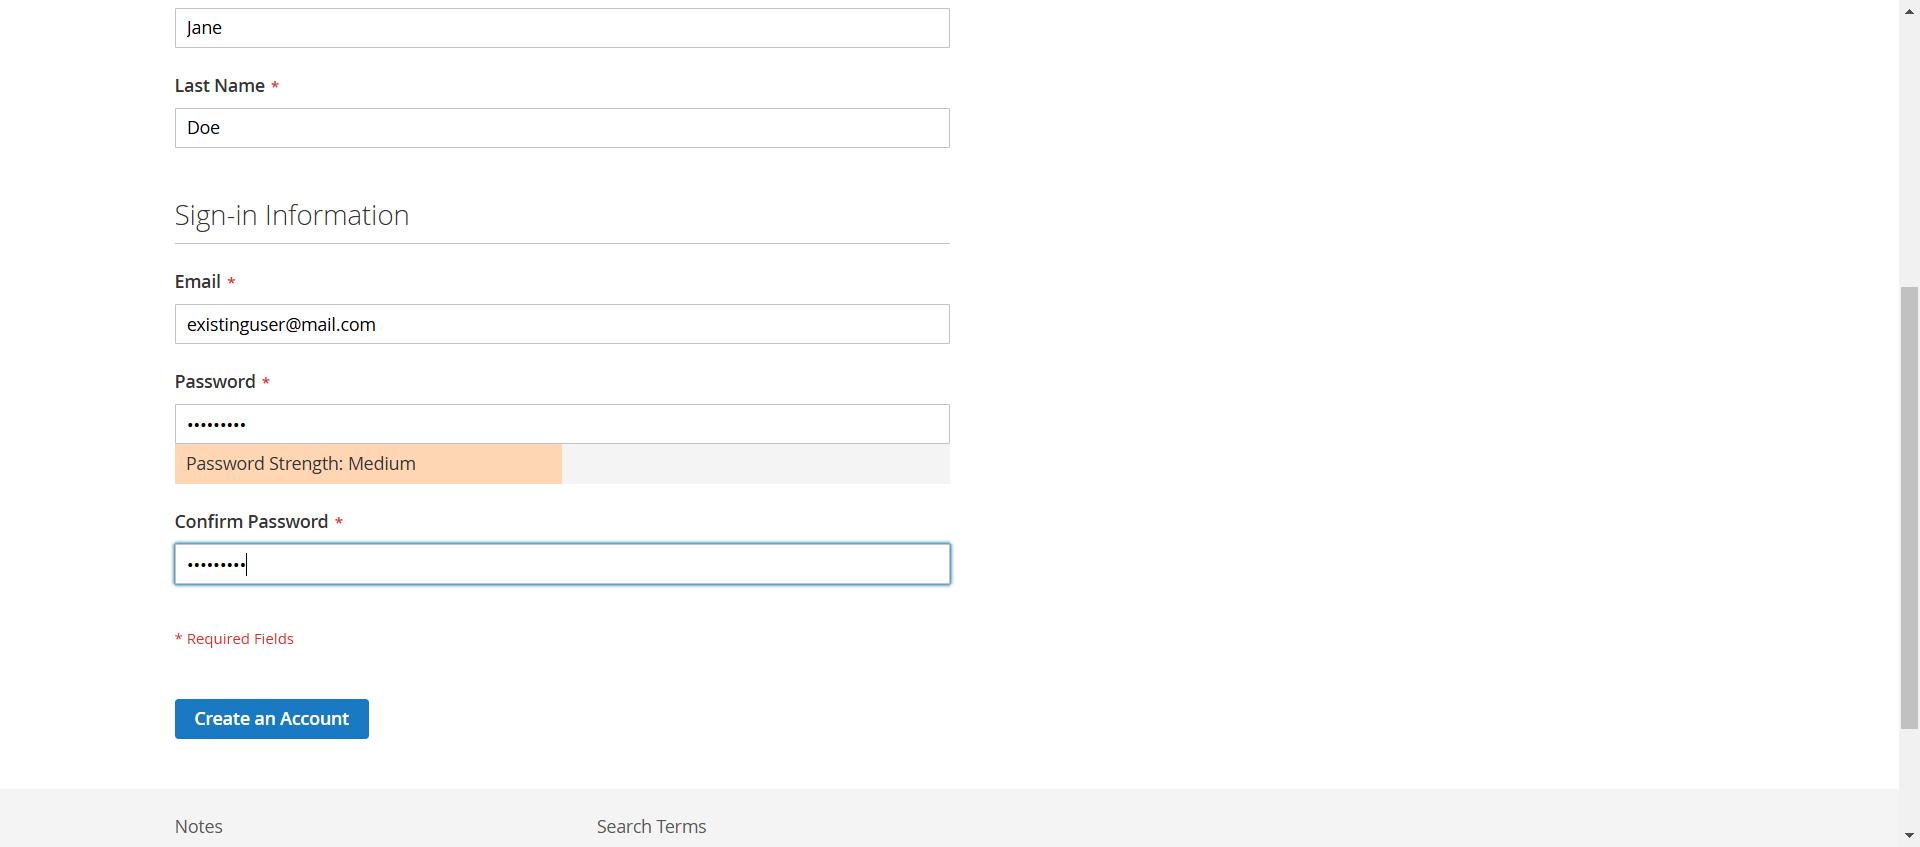 Jane
Last Name *
Doe
Sign-in Information
Email *
existinguser@mail.com
Password *
•••••••••
Password Strength: Medium
Confirm Password *
•••••••••
* Required Fields
Create an Account
Notes Search Terms